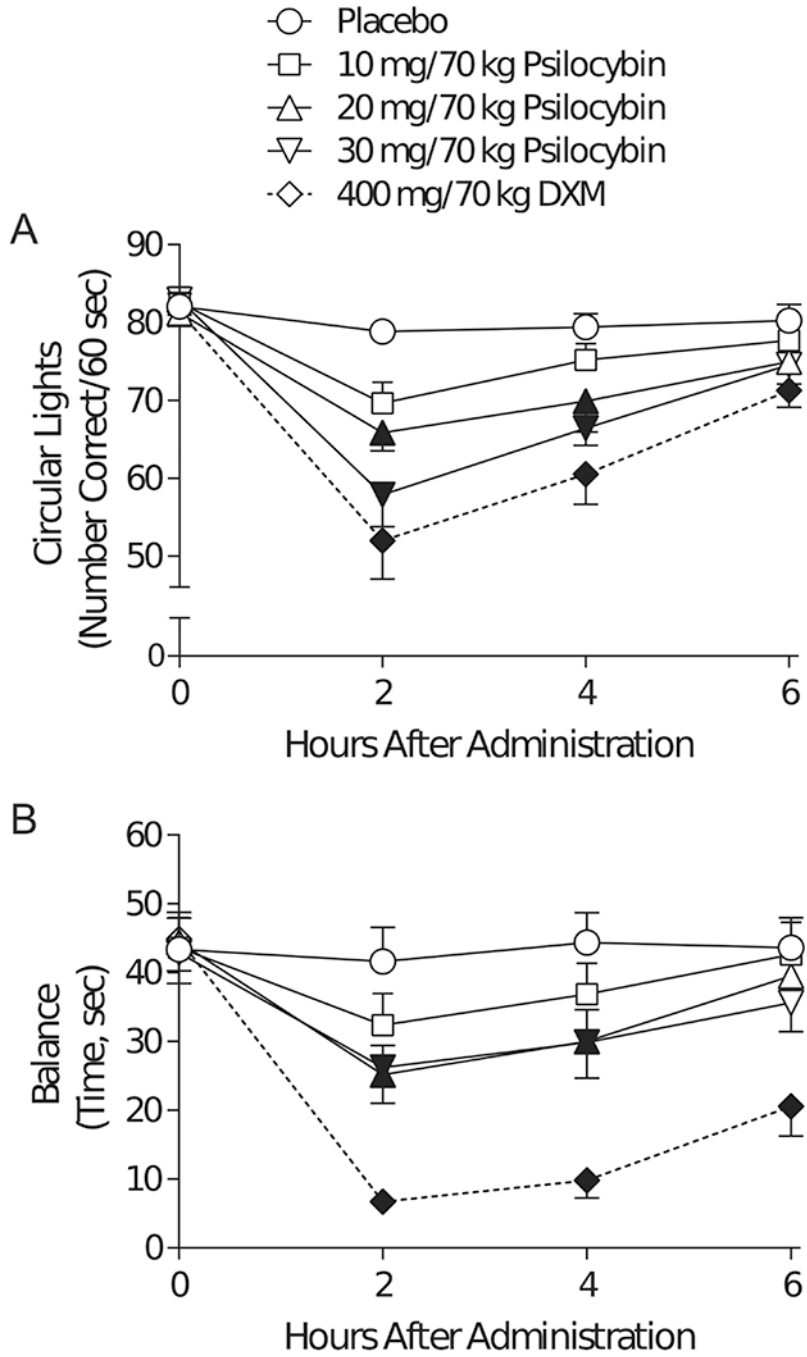 Placebo
10 mg/70 kg Psilocybin
20 mg/70 kg Psilocybin
30 mg/70 kg Psilocybin
400 mg/70 kg DXM
A
Circular Lights
(Number Correct/60 sec)
90
80
70
60
50
0
0 2 4 6
Hours After Administration
B
Balance
(Time, sec)
60
50
40
30
20
10
0
0 2 4 6
Hours After Administration